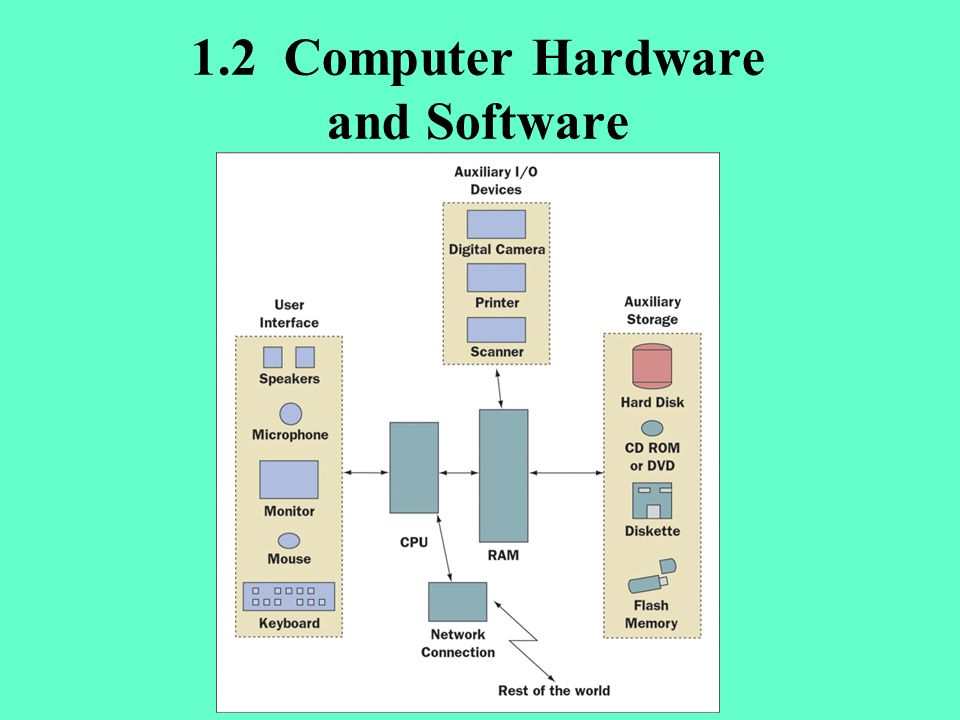 1.2 Computer Hardware
and Software
Auxiliary I/O
Devices
Digital Camera
Printer
Scanner
User
Interface
Speakers
Microphone
Monitor
Mouse
Keyboard
CPU
RAM
Auxiliary
Storage
Hard Disk
CD ROM
or DVD
Diskette
Flash
Memory
Network
Connection
Rest of the world